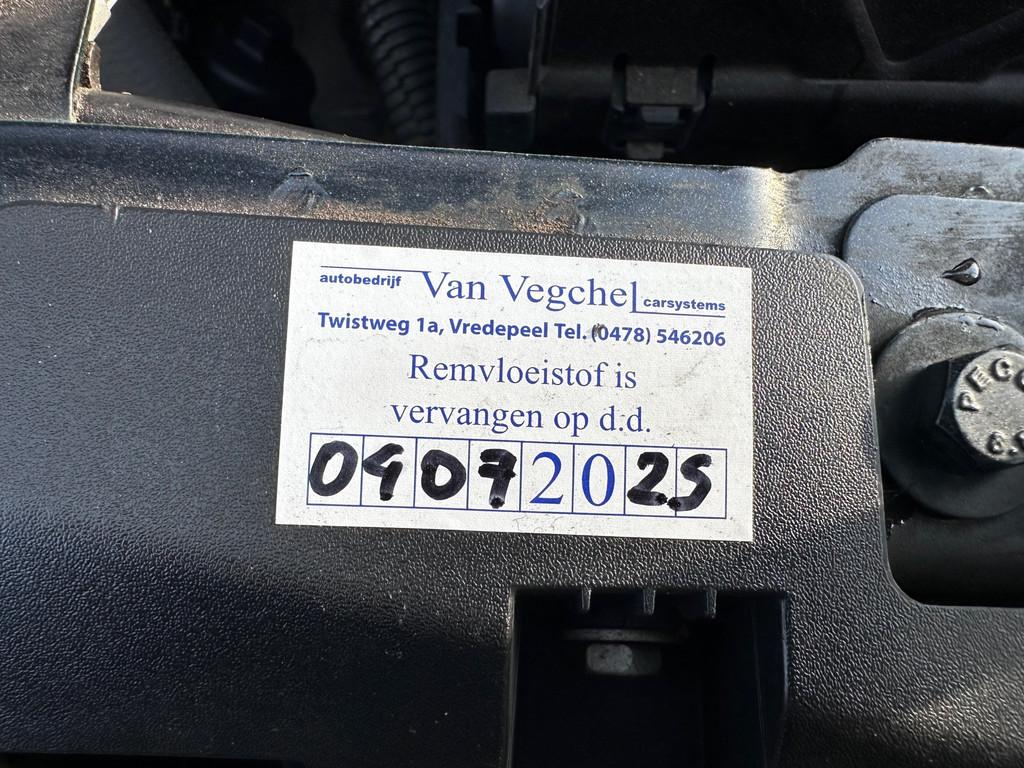 autobedrijf Van Vegchel carsystems
Twistweg 1a, Vredepeel Tel. (0478) 546206
Remvloeistof is
vervangen op d.d.
04072025